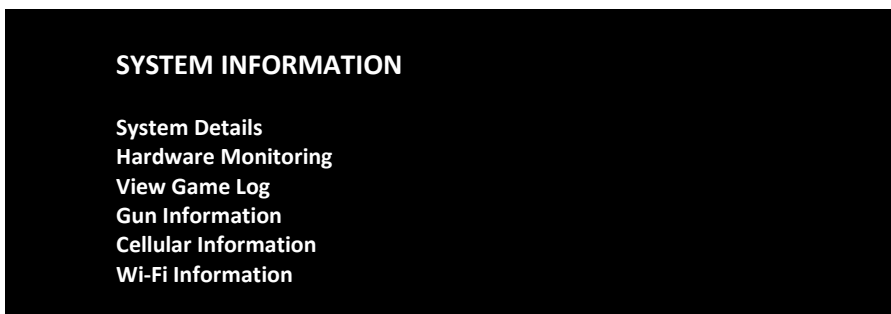 SYSTEM INFORMATION
System Details
Hardware Monitoring
View Game Log
Gun Information
Cellular Information
Wi-Fi Information